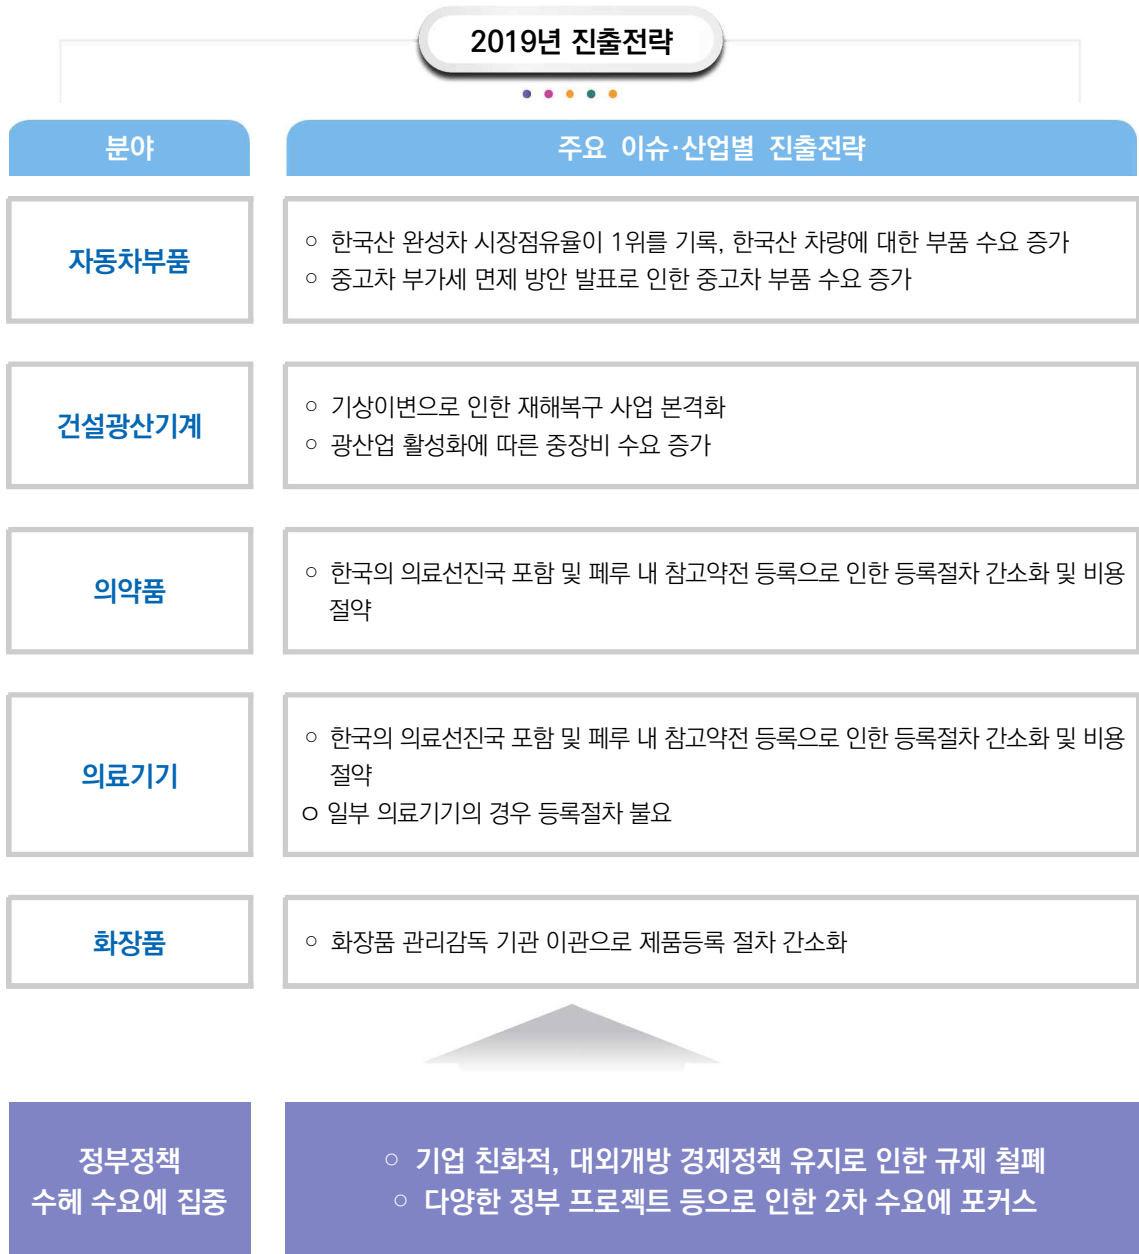 2019년 진출전략
분야
주요 이슈·산업별 진출전략
자동차부품
○ 한국산 완성차 시장점유율이 1위를 기록, 한국산 차량에 대한 부품 수요 증가
○ 중고차 부가세 면제 방안 발표로 인한 중고차 부품 수요 증가
건설광산기계
○ 기상이변으로 인한 재해복구 사업 본격화
○ 광산업 활성화에 따른 중장비 수요 증가
의약품
○ 한국의 의료선진국 포함 및 페루 내 참고약전 등록으로 인한 등록절차 간소화 및 비용
절약
의료기기
○ 한국의 의료선진국 포함 및 페루 내 참고약전 등록으로 인한 등록절차 간소화 및 비용
절약
ㅇ 일부 의료기기의 경우 등록절차 불요
화장품
○ 화장품 관리감독 기관 이관으로 제품등록 절차 간소화
정부정책
수혜 수요에 집중
○ 기업 친화적, 대외개방 경제정책 유지로 인한 규제 철폐
○ 다양한 정부 프로젝트 등으로 인한 2차 수요에 포커스